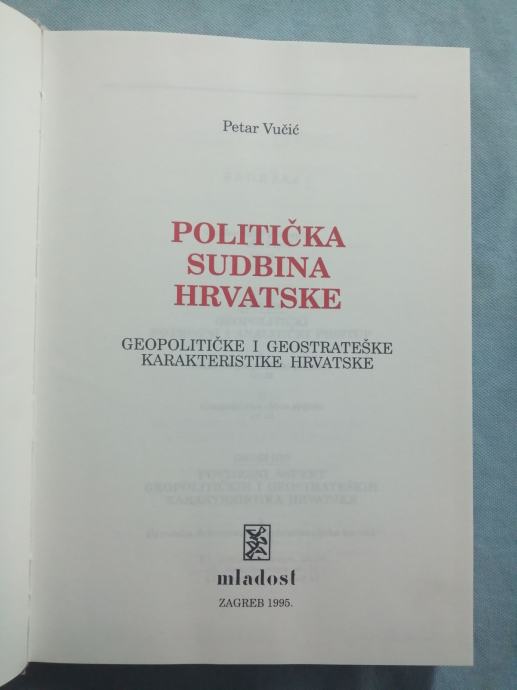 Petar Vučić
POLITIČKA
SUDBINA
HRVATSKE
GEOPOLITIČKE I GEOSTRATEŠKE
KARAKTERISTIKE HRVATSKE
mladost
ZAGREB 1995.